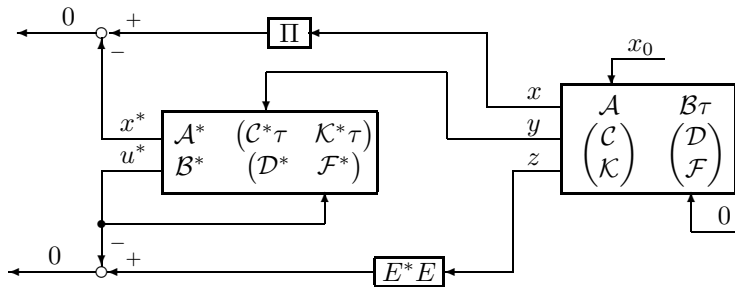 0
+
−
Π
x₀
x
y
z
𝒜 ℬτ
(𝒞 𝒦) (𝒟 ℱ)
0
x*
u*
𝒜* (𝒞*τ 𝒦*τ)
ℬ* (𝒟* ℱ*)
0
−
+
E*E